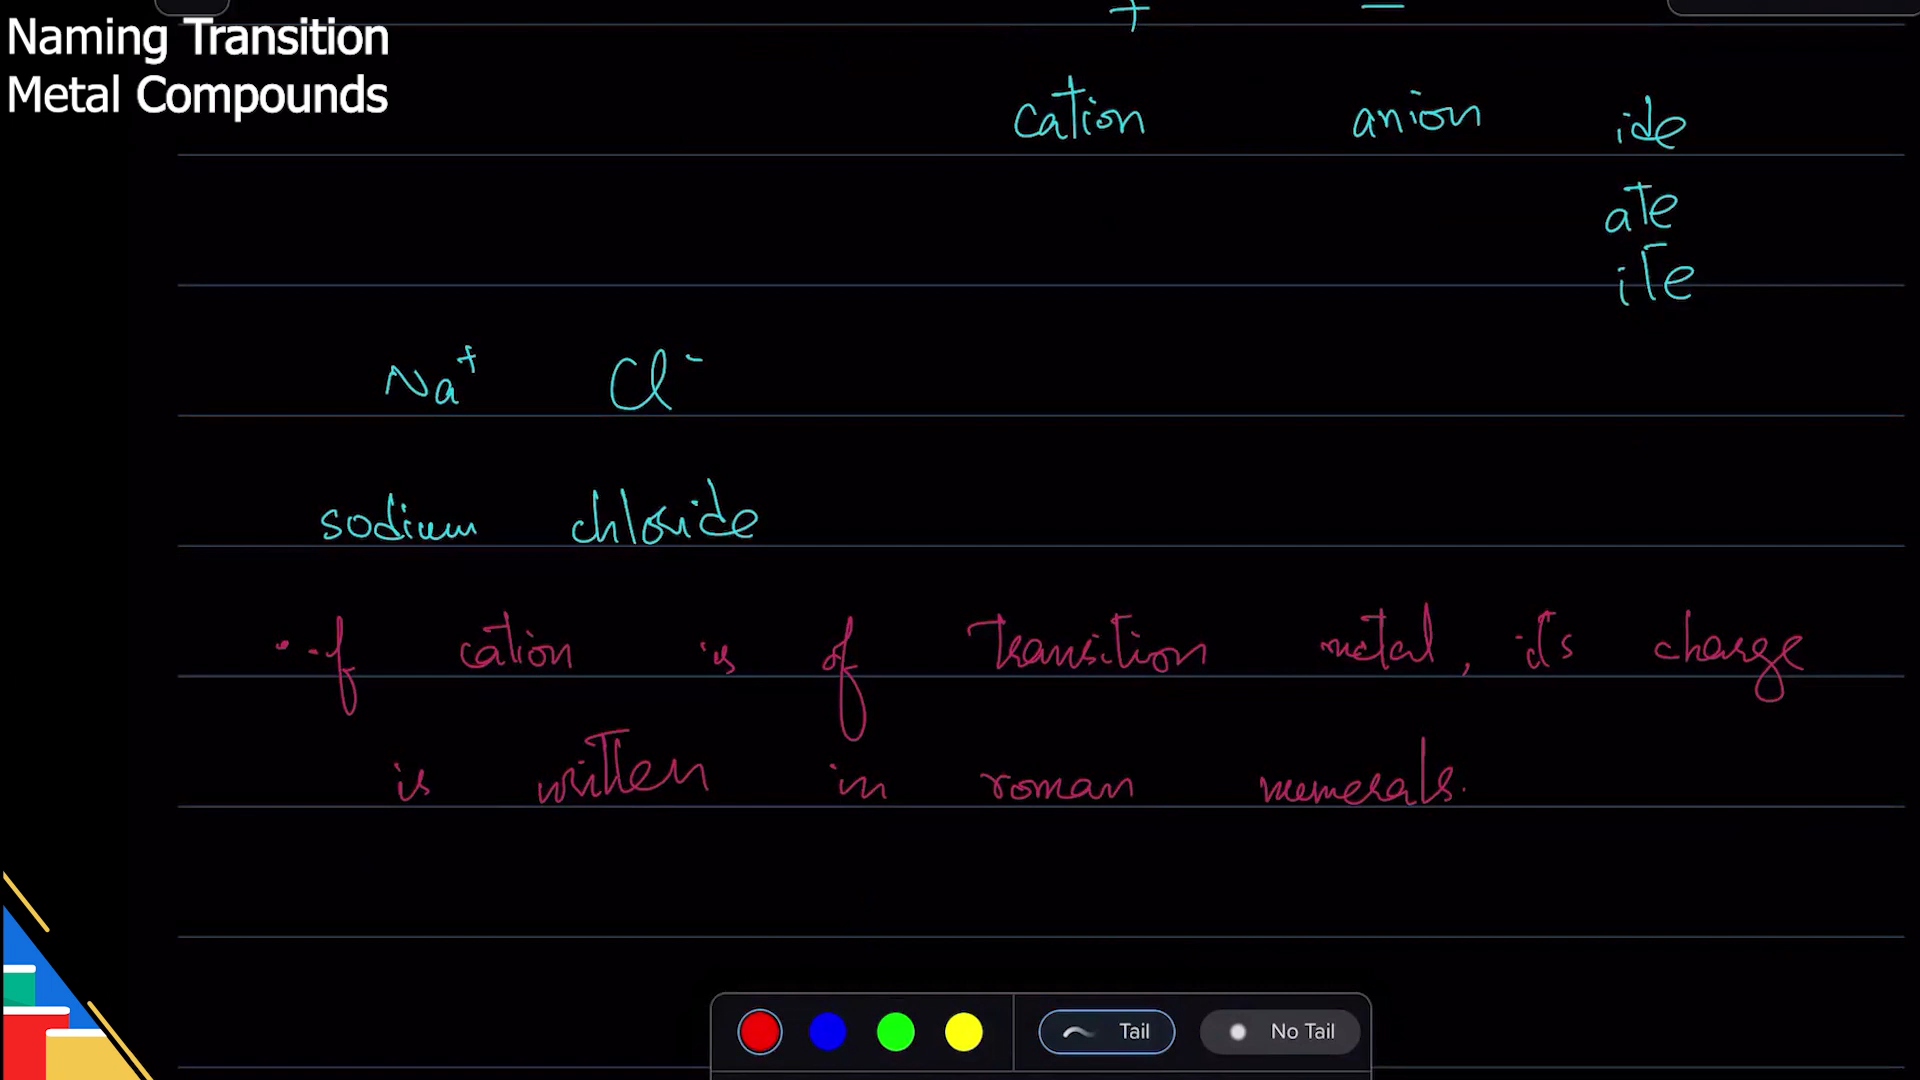 Naming Transition
Metal Compounds
+ −
cation anion ide
ate
ite
Na⁺ Cl⁻
sodium chloride
· if cation is of transition metal, it's charge
is written in roman numerals.
Tail No Tail